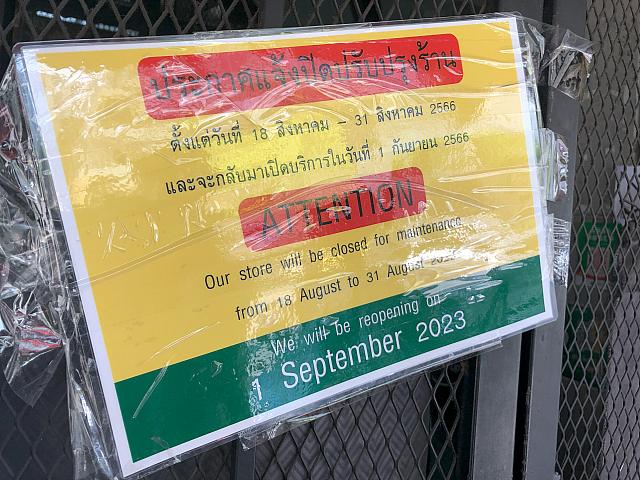 ประกาศแจ้งปิดปรับปรุงร้าน
ตั้งแต่วันที่ 18 สิงหาคม – 31 สิงหาคม 2566
และจะกลับมาเปิดบริการในวันที่ 1 กันยายน 2566
ATTENTION
Our store will be closed for maintenance
from 18 August to 31 August
We will be reopening on
1 September 2023